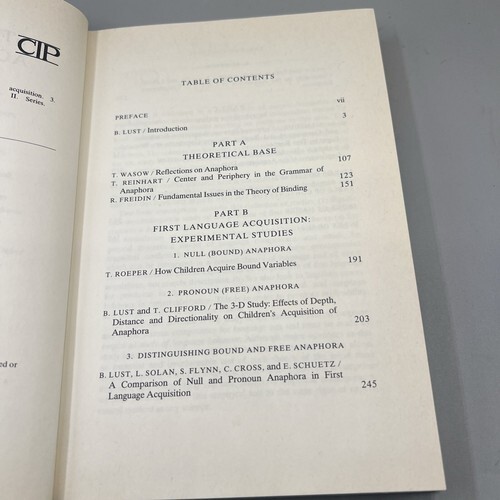 CIP
acquisition. 3.
II. Series.
ed or
TABLE OF CONTENTS
PREFACE vii
B. LUST / Introduction 3
PART A
THEORETICAL BASE
T. WASOW / Reflections on Anaphora 107
T. REINHART / Center and Periphery in the Grammar of
Anaphora 123
R. FREIDIN / Fundamental Issues in the Theory of Binding 151
PART B
FIRST LANGUAGE ACQUISITION:
EXPERIMENTAL STUDIES
1. NULL (BOUND) ANAPHORA
T. ROEPER / How Children Acquire Bound Variables 191
2. PRONOUN (FREE) ANAPHORA
B. LUST and T. CLIFFORD / The 3-D Study: Effects of Depth,
Distance and Directionality on Children's Acquisition of
Anaphora 203
3. DISTINGUISHING BOUND AND FREE ANAPHORA
B. LUST, L. SOLAN, S. FLYNN, C. CROSS, and E. SCHUETZ /
A Comparison of Null and Pronoun Anaphora in First
Language Acquisition 245